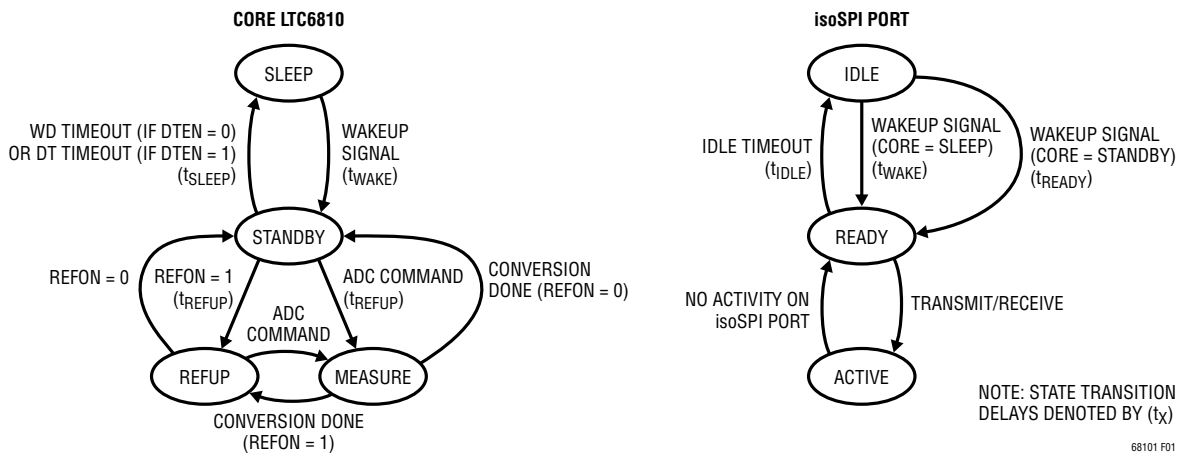 CORE LTC6810
SLEEP
WD TIMEOUT (IF DTEN = 0)
OR DT TIMEOUT (IF DTEN = 1)
(tSLEEP)
WAKEUP
SIGNAL
(tWAKE)
STANDBY
REFON = 0
REFON = 1
(tREFUP)
ADC COMMAND
(tREFUP)
CONVERSION
DONE (REFON = 0)
ADC
COMMAND
REFUP
MEASURE
CONVERSION DONE
(REFON = 1)
isoSPI PORT
IDLE
IDLE TIMEOUT
(tIDLE)
WAKEUP SIGNAL
(CORE = SLEEP)
(tWAKE)
WAKEUP SIGNAL
(CORE = STANDBY)
(tREADY)
READY
NO ACTIVITY ON
isoSPI PORT
TRANSMIT/RECEIVE
ACTIVE
NOTE: STATE TRANSITION
DELAYS DENOTED BY (tX)
68101 F01